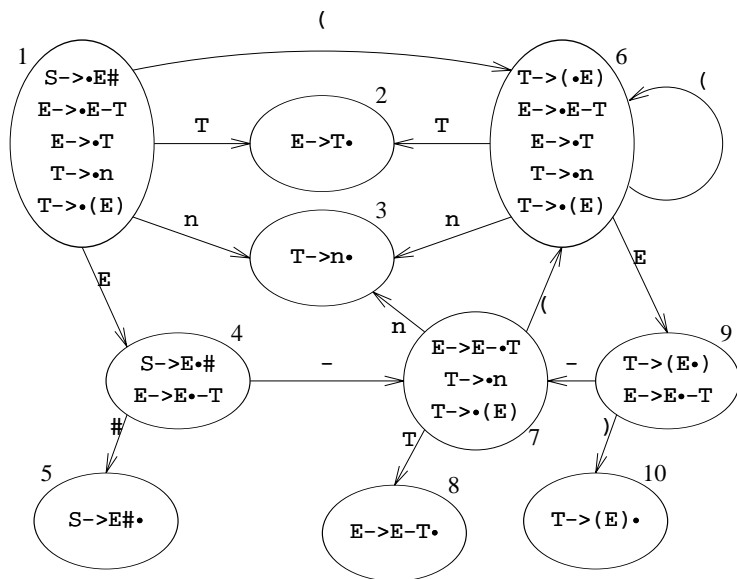 (
1
S->•E#
E->•E-T
E->•T
T->•n
T->•(E)
6
T->(•E)
E->•E-T
E->•T
T->•n
T->•(E)
(
2
T
E->T•
T
3
n
T->n•
n
E
E
4
S->E•#
E->E•-T
-
n
(
E->E-•T
T->•n
T->•(E)
7
-
9
T->(E•)
E->E•-T
#
T
)
5
S->E#•
8
E->E-T•
10
T->(E)•